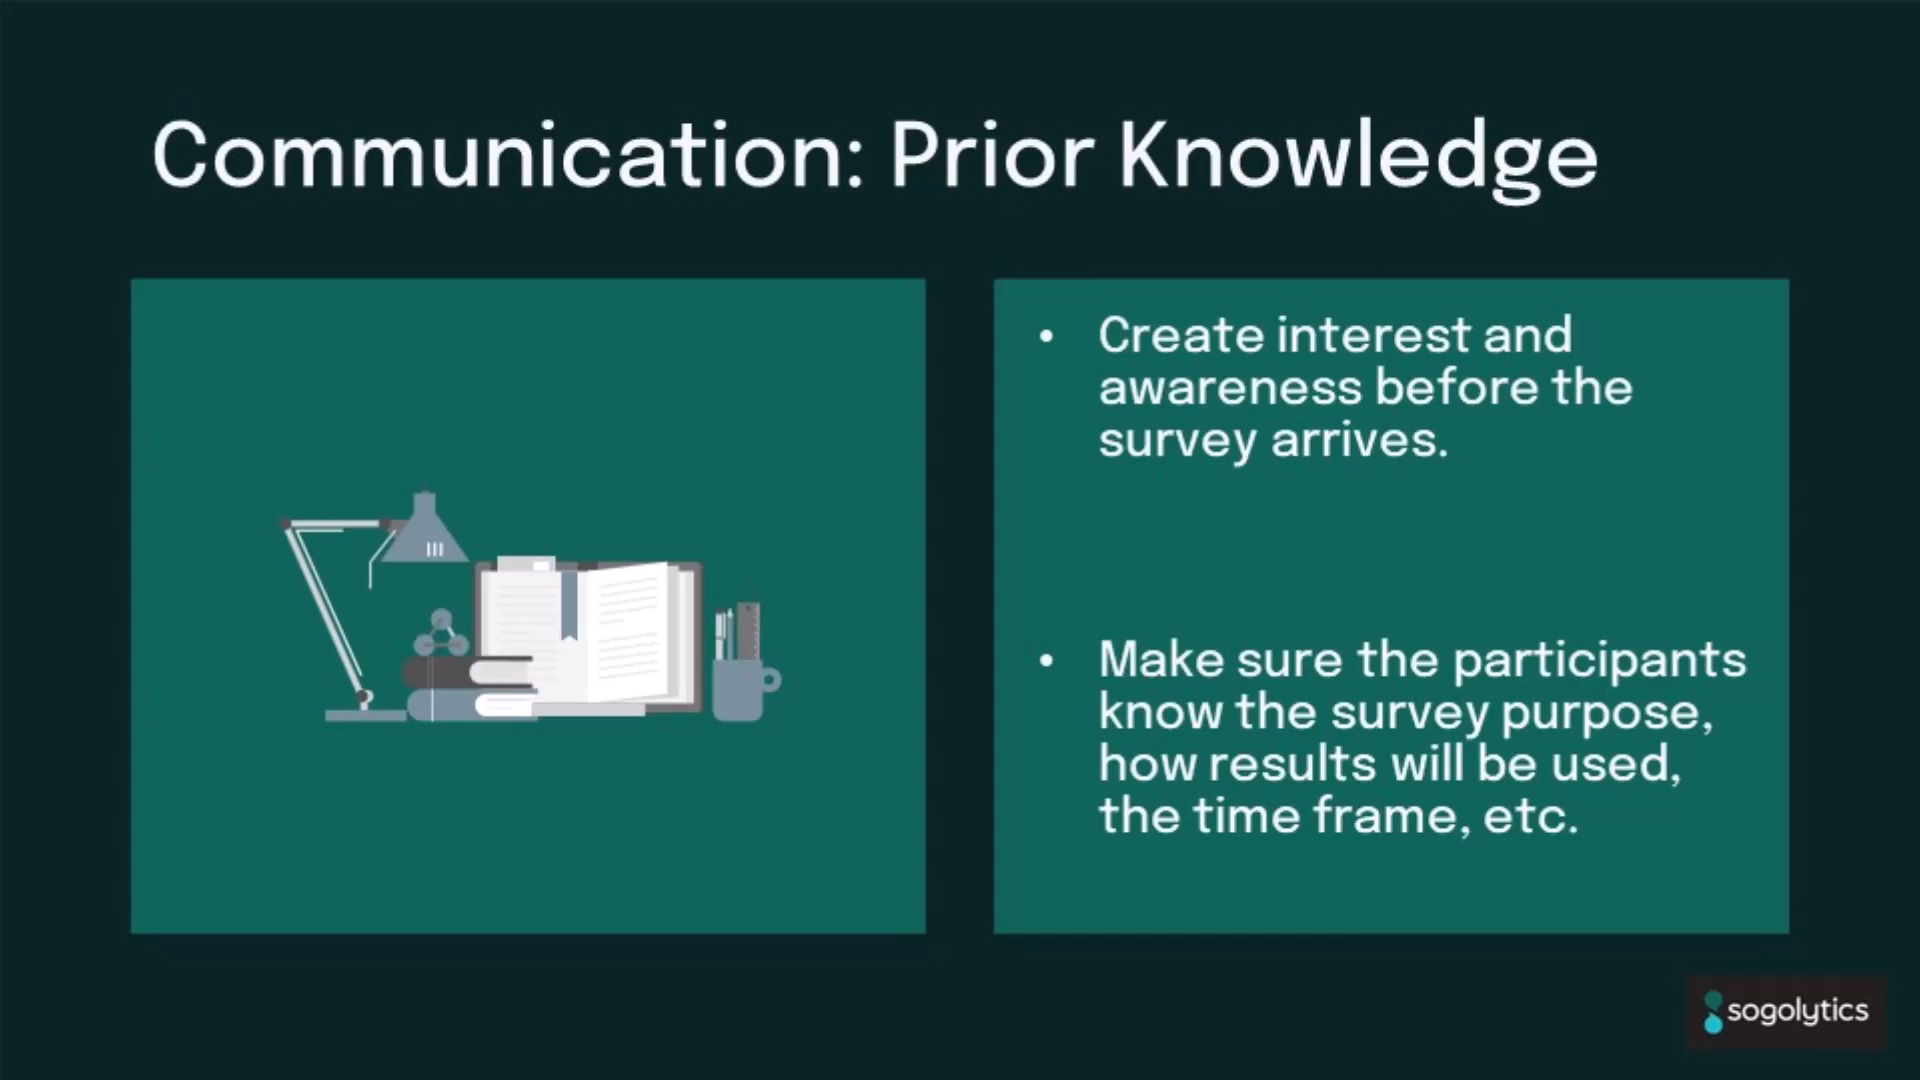 Communication: Prior Knowledge
• Create interest and
awareness before the
survey arrives.
• Make sure the participants
know the survey purpose,
how results will be used,
the time frame, etc.
sogolytics